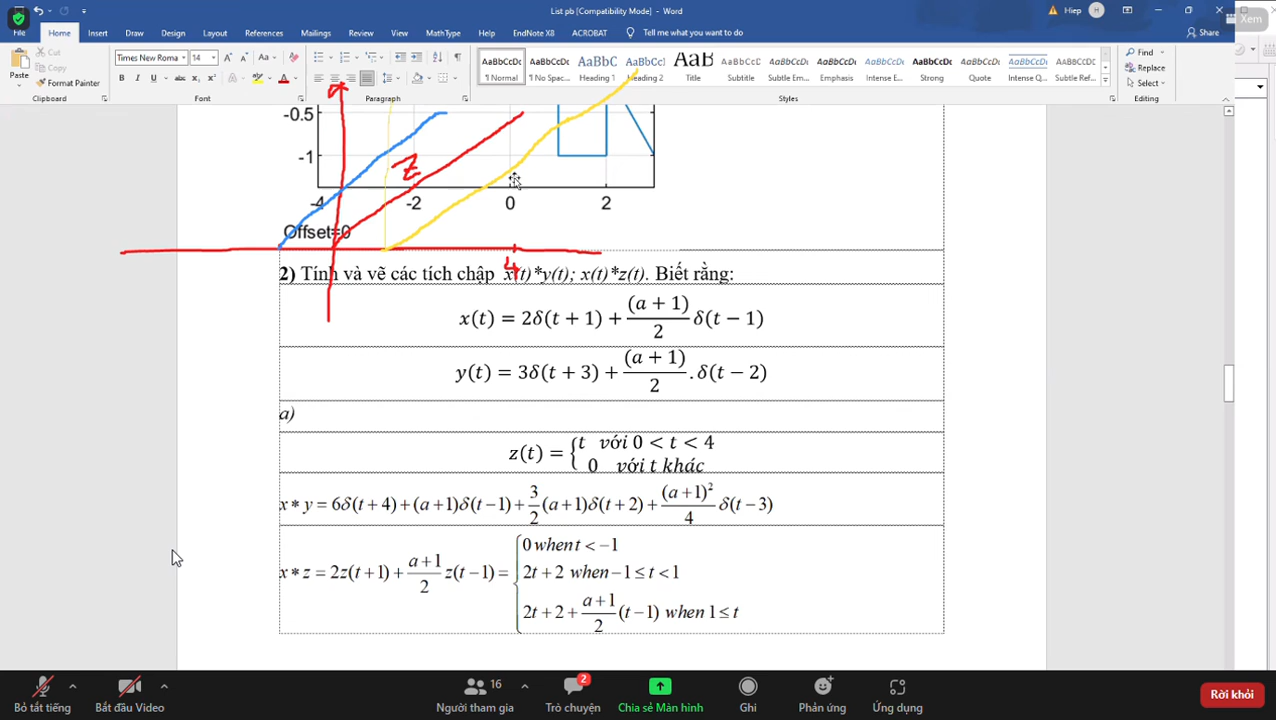 List pb [Compatibility Mode] - Word
Hiep H
Xem
File Home Insert Draw Design Layout References Mailings Review View MathType Help EndNote X8 ACROBAT Tell me what you want to do Share
Paste
Cut
Copy
Format Painter
Clipboard
Times New Roma 14
B I U abc
Font
Paragraph
AaBbCcDc AaBbCcDc AaBbC AaBbCc AaB
¶ Normal ¶ No Spac... Heading 1 Heading 2 Title Subtitle Subtle Em... Emphasis Intense E... Strong Quote Intense Q... Subtle Ref...
Styles
Find
Replace
Select
Editing
-0.5
-1
z
-4 -2 0 2
Offset=0
4
2) Tính và vẽ các tích chập x(t)*y(t); x(t)*z(t). Biết rằng:
x(t) = 2δ(t + 1) + (a + 1)/2 δ(t − 1)
y(t) = 3δ(t + 3) + (a + 1)/2 . δ(t − 2)
a)
z(t) = { t với 0 < t < 4
0 với t khác
x * y = 6δ(t + 4) + (a + 1)δ(t − 1) + 3/2 (a + 1)δ(t + 2) + (a + 1)²/4 δ(t − 3)
x * z = 2z(t + 1) + a + 1/2 z(t − 1) = { 0 when t < −1
2t + 2 when −1 ≤ t < 1
2t + 2 + a + 1/2 (t − 1) when 1 ≤ t
16
2
Bỏ tắt tiếng Bắt đầu Video Người tham gia Trò chuyện Chia sẻ Màn hình Ghi Phản ứng Ứng dụng Rời khỏi